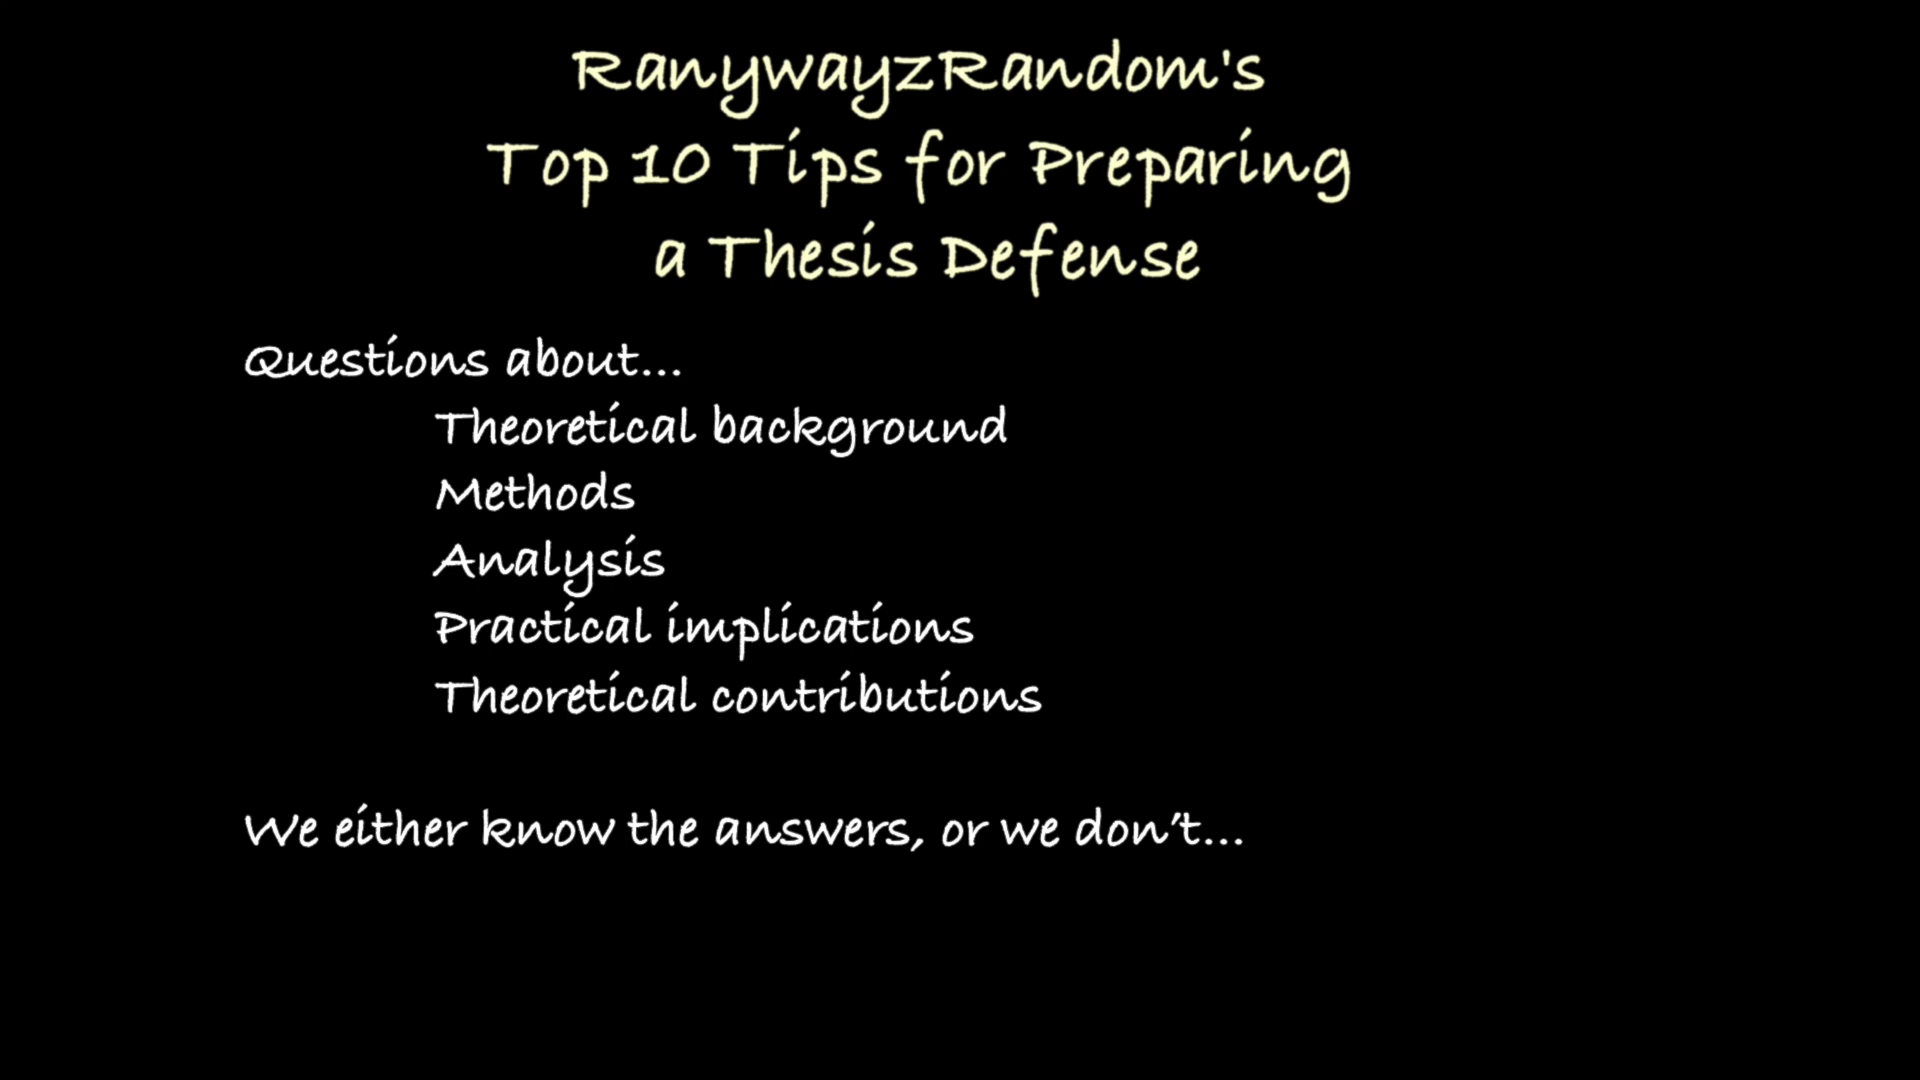 RanywayzRandom's
Top 10 Tips for Preparing
a Thesis Defense
Questions about...
Theoretical background
Methods
Analysis
Practical implications
Theoretical contributions
We either know the answers, or we don’t...